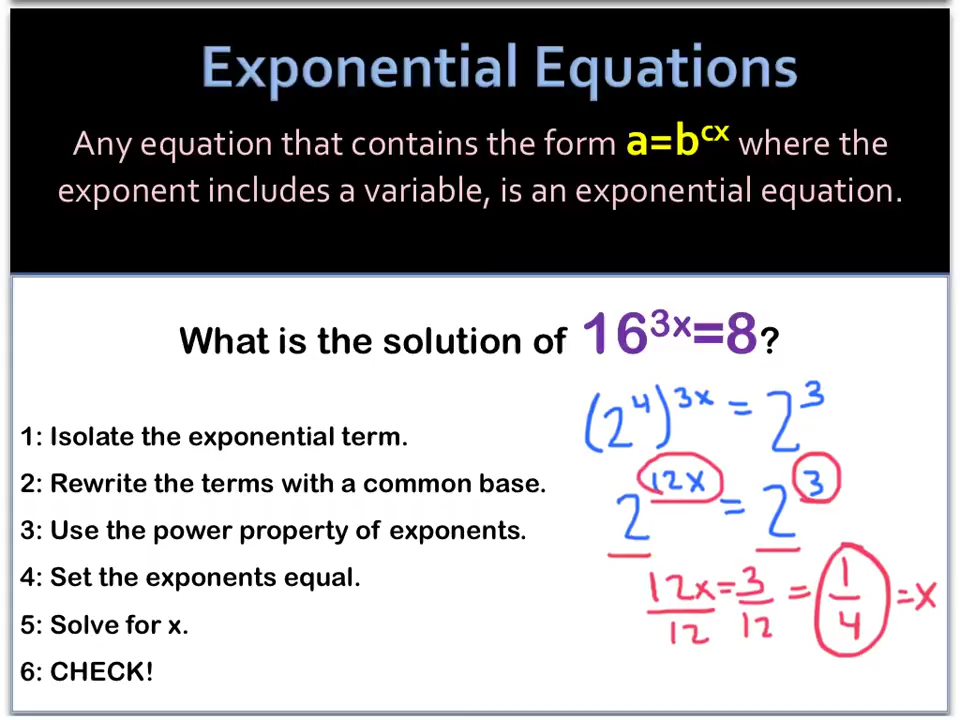 Exponential Equations
Any equation that contains the form a=b^cx where the
exponent includes a variable, is an exponential equation.
What is the solution of 16^3x=8?
(2^4)^3x = 2^3
1: Isolate the exponential term.
2: Rewrite the terms with a common base.
2^12x = 2^3
3: Use the power property of exponents.
4: Set the exponents equal.
12x/12 = 3/12 = 1/4 = x
5: Solve for x.
6: CHECK!